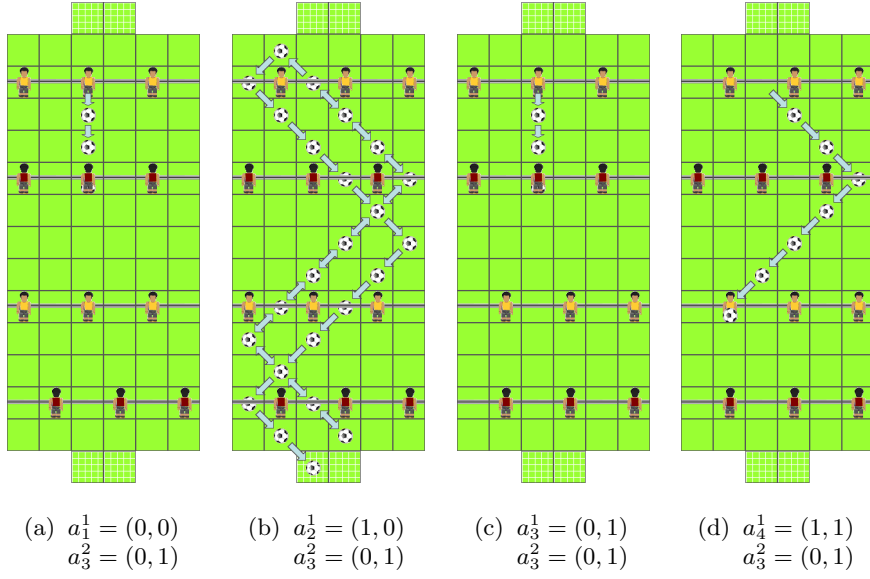 (a) a_1^1 = (0, 0)
a_3^2 = (0, 1)
(b) a_2^1 = (1, 0)
a_3^2 = (0, 1)
(c) a_3^1 = (0, 1)
a_3^2 = (0, 1)
(d) a_4^1 = (1, 1)
a_3^2 = (0, 1)